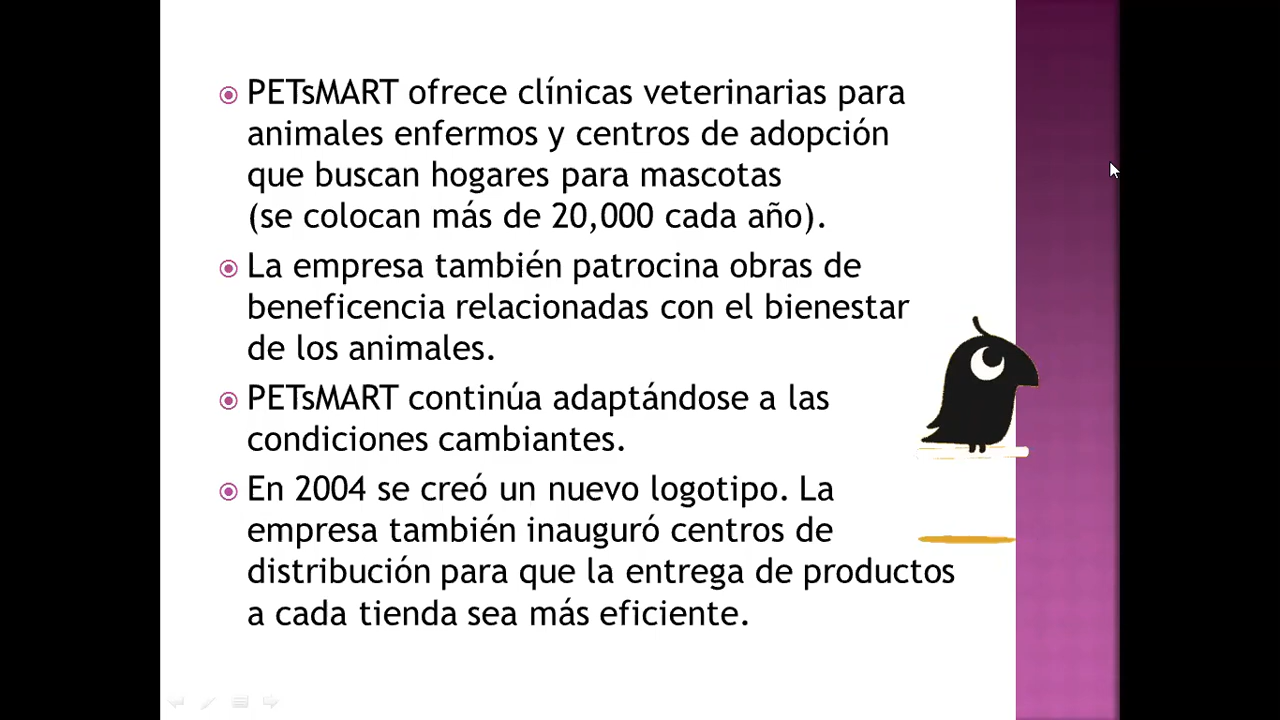 PETsMART ofrece clínicas veterinarias para
animales enfermos y centros de adopción
que buscan hogares para mascotas
(se colocan más de 20,000 cada año).
La empresa también patrocina obras de
beneficencia relacionadas con el bienestar
de los animales.
PETsMART continúa adaptándose a las
condiciones cambiantes.
En 2004 se creó un nuevo logotipo. La
empresa también inauguró centros de
distribución para que la entrega de productos
a cada tienda sea más eficiente.